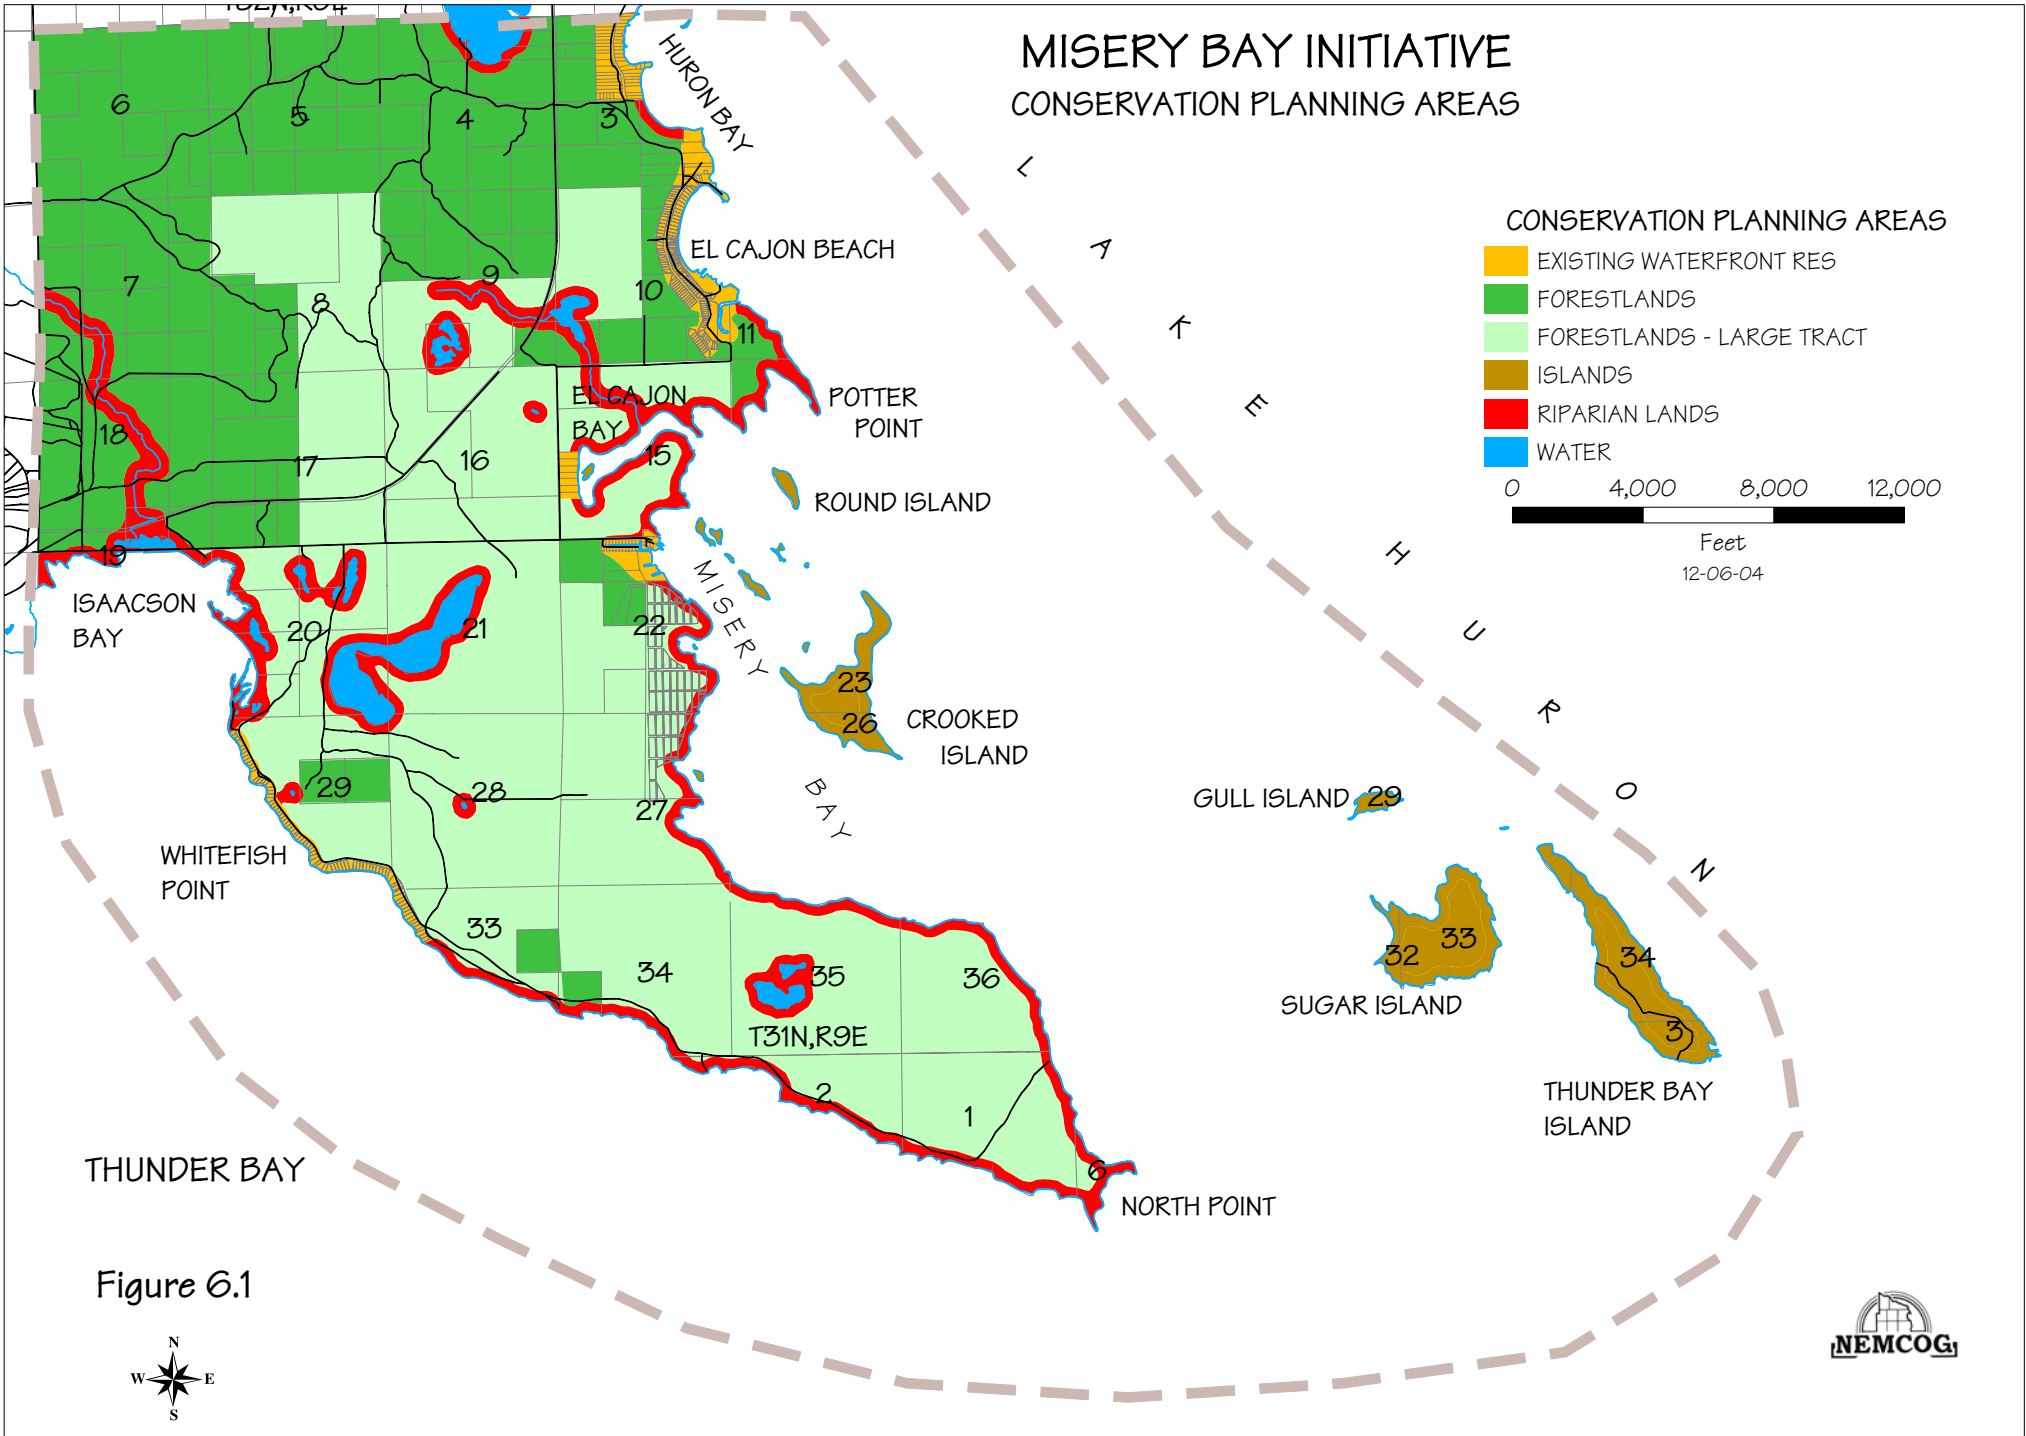 MISERY BAY INITIATIVE
CONSERVATION PLANNING AREAS
HURON BAY
LAKE HURON
CONSERVATION PLANNING AREAS
EXISTING WATERFRONT RES
FORESTLANDS
FORESTLANDS - LARGE TRACT
ISLANDS
RIPARIAN LANDS
WATER
0 4,000 8,000 12,000
Feet
12-06-04
6
5
4
3
EL CAJON BEACH
7
8
9
10
11
POTTER
POINT
EL CAJON
BAY
18
17
16
15
ROUND ISLAND
19
ISAACSON
BAY
20
21
22
MISERY
BAY
23
26
CROOKED
ISLAND
29
28
27
GULL ISLAND 29
WHITEFISH
POINT
33
34
35
36
T31N,R9E
32
33
SUGAR ISLAND
34
3
THUNDER BAY
ISLAND
2
1
6
NORTH POINT
THUNDER BAY
Figure 6.1
N
W E
S
NEMCOG